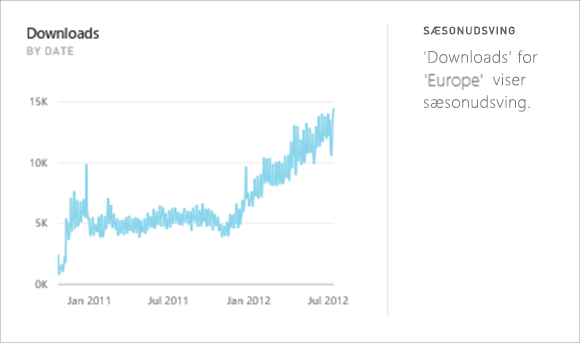 Downloads
BY DATE
15K
10K
5K
0K
Jan 2011
Jul 2011
Jan 2012
Jul 2012
SÆSONUDSVING
'Downloads' for
'Europe' viser
sæsonudsving.